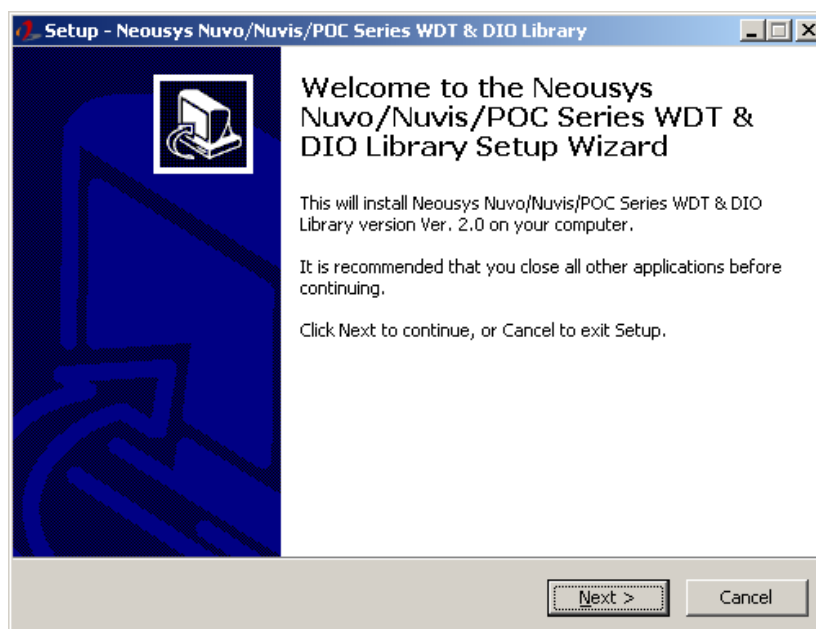 Setup - Neousys Nuvo/Nuvis/POC Series WDT & DIO Library
Welcome to the Neousys
Nuvo/Nuvis/POC Series WDT &
DIO Library Setup Wizard
This will install Neousys Nuvo/Nuvis/POC Series WDT & DIO
Library version Ver. 2.0 on your computer.
It is recommended that you close all other applications before
continuing.
Click Next to continue, or Cancel to exit Setup.
Next >
Cancel